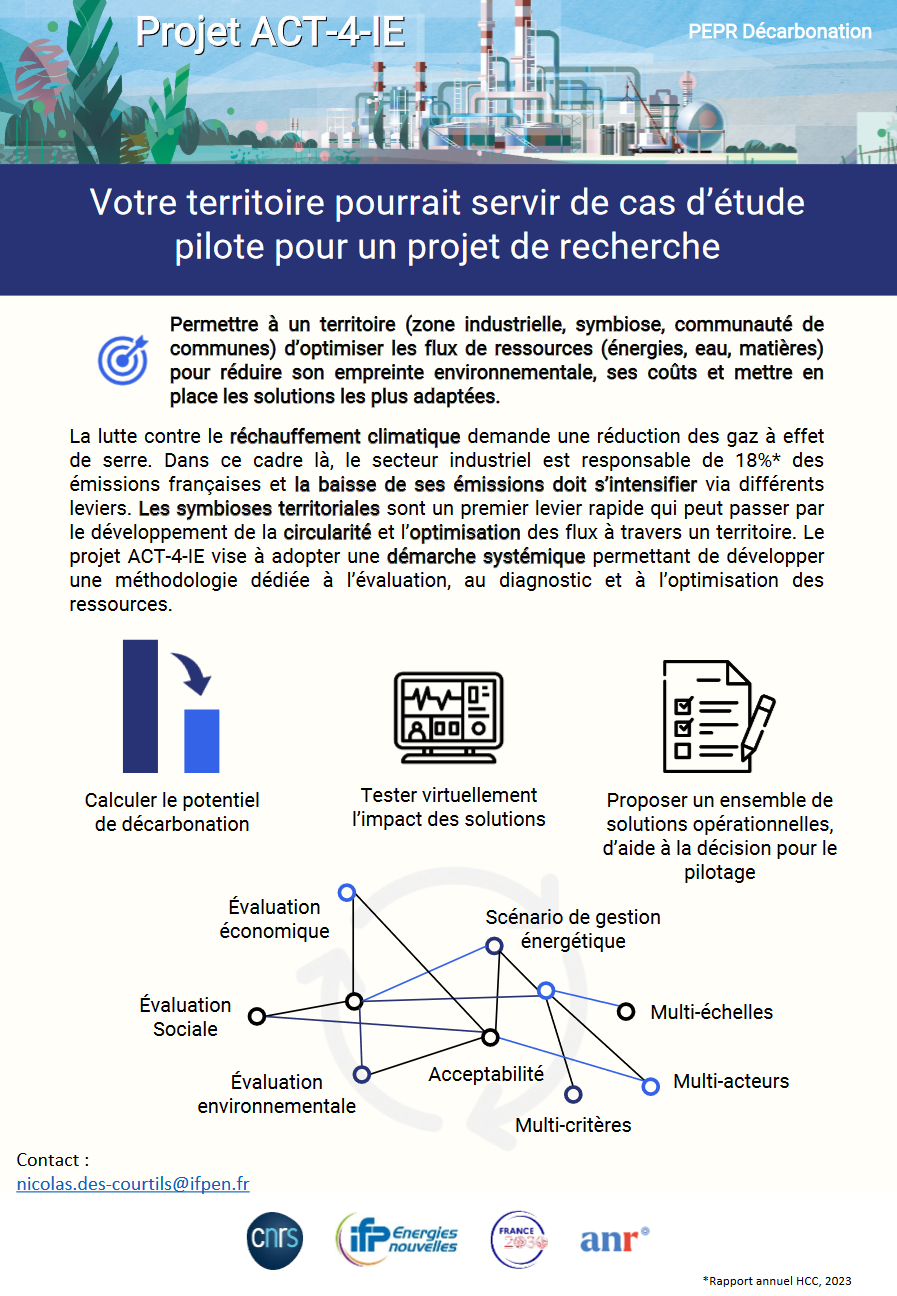 Projet ACT-4-IE
PEPR Décarbonation
Votre territoire pourrait servir de cas d'étude
pilote pour un projet de recherche
Permettre à un territoire (zone industrielle, symbiose, communauté de
communes) d'optimiser les flux de ressources (énergies, eau, matières)
pour réduire son empreinte environnementale, ses coûts et mettre en
place les solutions les plus adaptées.
La lutte contre le réchauffement climatique demande une réduction des gaz à effet
de serre. Dans ce cadre là, le secteur industriel est responsable de 18%* des
émissions françaises et la baisse de ses émissions doit s'intensifier via différents
leviers. Les symbioses territoriales sont un premier levier rapide qui peut passer par
le développement de la circularité et l'optimisation des flux à travers un territoire. Le
projet ACT-4-IE vise à adopter une démarche systémique permettant de développer
une méthodologie dédiée à l'évaluation, au diagnostic et à l'optimisation des
ressources.
Calculer le potentiel
de décarbonation
Tester virtuellement
l'impact des solutions
Proposer un ensemble de
solutions opérationnelles,
d'aide à la décision pour le
pilotage
Évaluation
économique
Scénario de gestion
énergétique
Évaluation
Sociale
Multi-échelles
Évaluation
environnementale
Acceptabilité
Multi-acteurs
Multi-critères
Contact :
nicolas.des-courtils@ifpen.fr
cnrs
ifp Energies
nouvelles
FRANCE
2030
anr
*Rapport annuel HCC, 2023